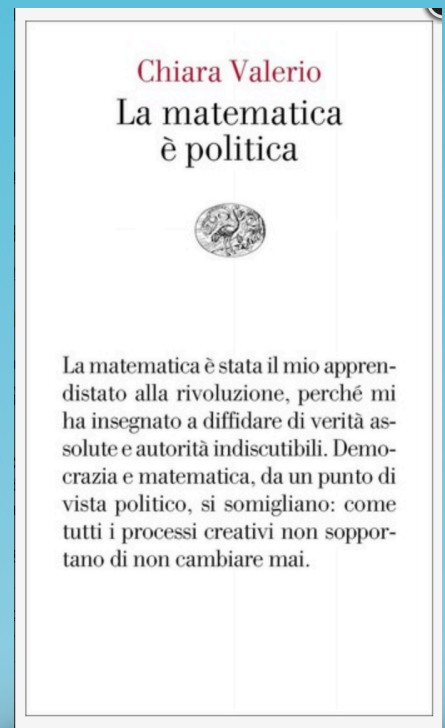 Chiara Valerio
La matematica
è politica
La matematica è stata il mio appren-
distato alla rivoluzione, perché mi
ha insegnato a diffidare di verità as-
solute e autorità indiscutibili. Demo-
crazia e matematica, da un punto di
vista politico, si somigliano: come
tutti i processi creativi non soppor-
tano di non cambiare mai.